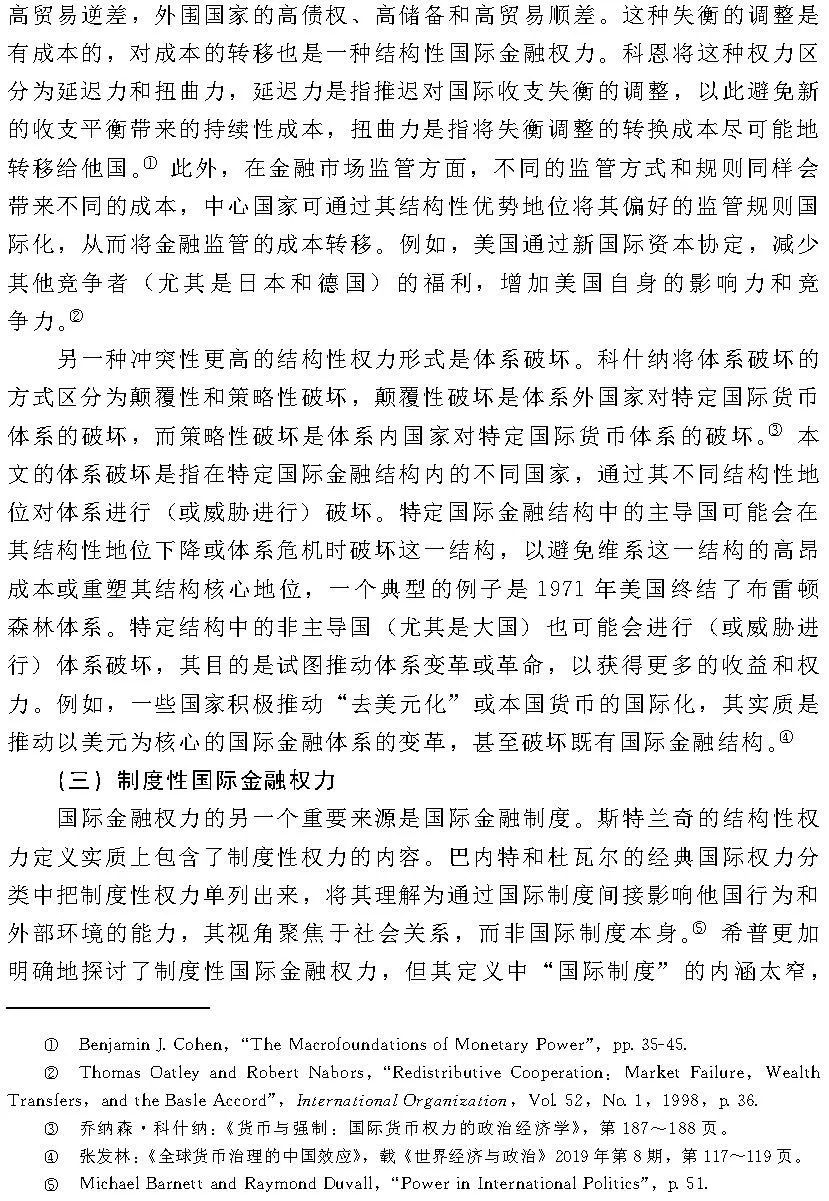 高贸易逆差，外围国家的高债权、高储备和高贸易顺差。这种失衡的调整是
有成本的，对成本的转移也是一种结构性国际金融权力。科恩将这种权力区
分为延迟力和扭曲力，延迟力是指推迟对国际收支失衡的调整，以此避免新
的收支平衡带来的持续性成本，扭曲力是指将失衡调整的转换成本尽可能地
转移给他国。① 此外，在金融市场监管方面，不同的监管方式和规则同样会
带来不同的成本，中心国家可通过其结构性优势地位将其偏好的监管规则国
际化，从而将金融监管的成本转移。例如，美国通过新国际资本协定，减少
其他竞争者（尤其是日本和德国）的福利，增加美国自身的影响力和竞
争力。②
另一种冲突性更高的结构性权力形式是体系破坏。科什纳将体系破坏的
方式区分为颠覆性和策略性破坏，颠覆性破坏是体系外国家对特定国际货币
体系的破坏，而策略性破坏是体系内国家对特定国际货币体系的破坏。③ 本
文的体系破坏是指在特定国际金融结构内的不同国家，通过其不同结构性地
位对体系进行（或威胁进行）破坏。特定国际金融结构中的主导国可能会在
其结构性地位下降或体系危机时破坏这一结构，以避免维系这一结构的高昂
成本或重塑其结构核心地位，一个典型的例子是 1971 年美国终结了布雷顿
森林体系。特定结构中的非主导国（尤其是大国）也可能会进行（或威胁进
行）体系破坏，其目的是试图推动体系变革或革命，以获得更多的收益和权
力。例如，一些国家积极推动“去美元化”或本国货币的国际化，其实质是
推动以美元为核心的国际金融体系的变革，甚至破坏既有国际金融结构。④
（三）制度性国际金融权力
国际金融权力的另一个重要来源是国际金融制度。斯特兰奇的结构性权
力定义实质上包含了制度性权力的内容。巴内特和杜瓦尔的经典国际权力分
类中把制度性权力单列出来，将其理解为通过国际制度间接影响他国行为和
外部环境的能力，其视角聚焦于社会关系，而非国际制度本身。⑤ 希普更加
明确地探讨了制度性国际金融权力，但其定义中“国际制度”的内涵太窄，
① Benjamin J. Cohen，“The Macrofoundations of Monetary Power”，pp. 35-45.
② Thomas Oatley and Robert Nabors，“Redistributive Cooperation：Market Failure，Wealth
Transfers，and the Basle Accord”，International Organization，Vol. 52，No. 1，1998，p. 36.
③ 乔纳森·科什纳：《货币与强制：国际货币权力的政治经济学》，第 187～188 页。
④ 张发林：《全球货币治理的中国效应》，载《世界经济与政治》2019 年第 8 期，第 117～119 页。
⑤ Michael Barnett and Raymond Duvall，“Power in International Politics”，p. 51.